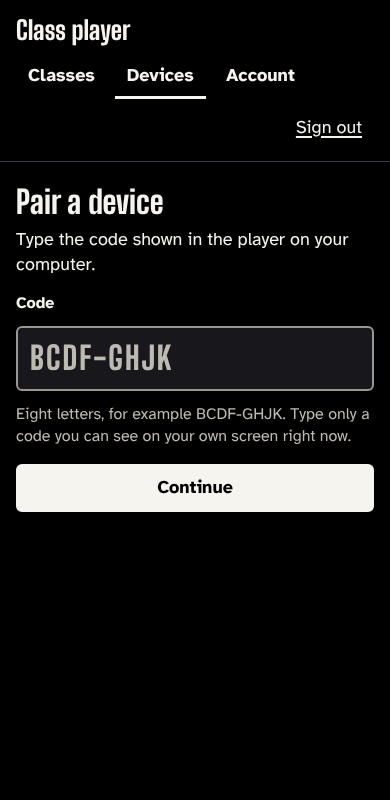 Class player
Classes Devices Account
Sign out
Pair a device
Type the code shown in the player on your
computer.
Code
BCDF-GHJK
Eight letters, for example BCDF-GHJK. Type only a
code you can see on your own screen right now.
Continue